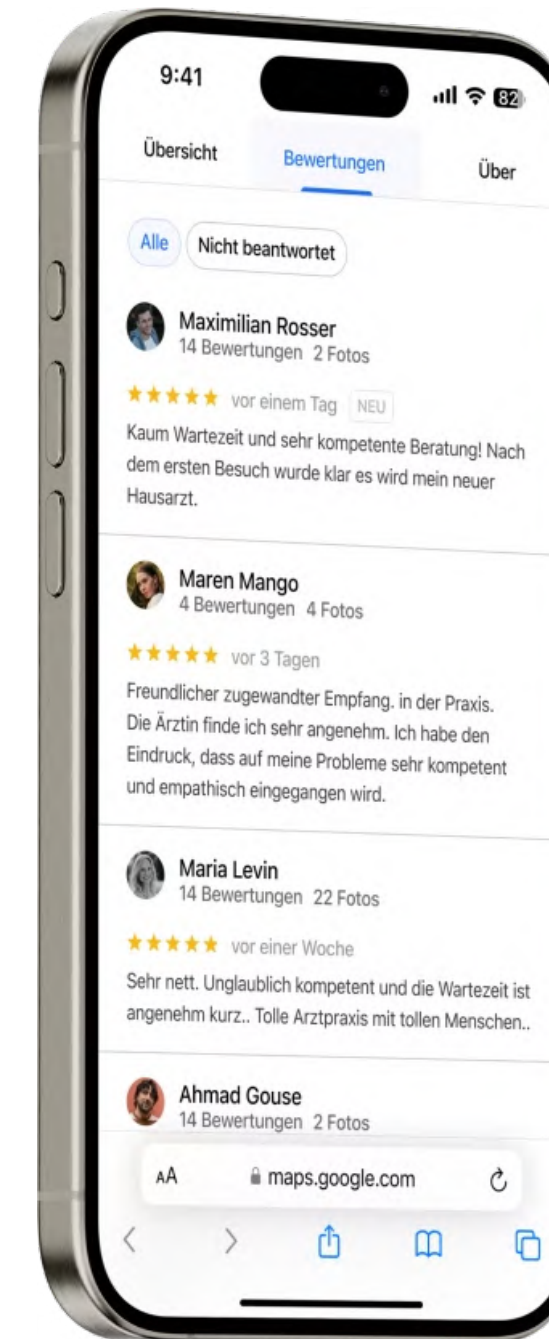 9:41
82
Übersicht
Bewertungen
Über
Alle
Nicht beantwortet
Maximilian Rosser
14 Bewertungen 2 Fotos
vor einem Tag NEU
Kaum Wartezeit und sehr kompetente Beratung! Nach
dem ersten Besuch wurde klar es wird mein neuer
Hausarzt.
Maren Mango
4 Bewertungen 4 Fotos
vor 3 Tagen
Freundlicher zugewandter Empfang. in der Praxis.
Die Ärztin finde ich sehr angenehm. Ich habe den
Eindruck, dass auf meine Probleme sehr kompetent
und empathisch eingegangen wird.
Maria Levin
14 Bewertungen 22 Fotos
vor einer Woche
Sehr nett. Unglaublich kompetent und die Wartezeit ist
angenehm kurz.. Tolle Arztpraxis mit tollen Menschen..
Ahmad Gouse
14 Bewertungen 2 Fotos
AA
maps.google.com